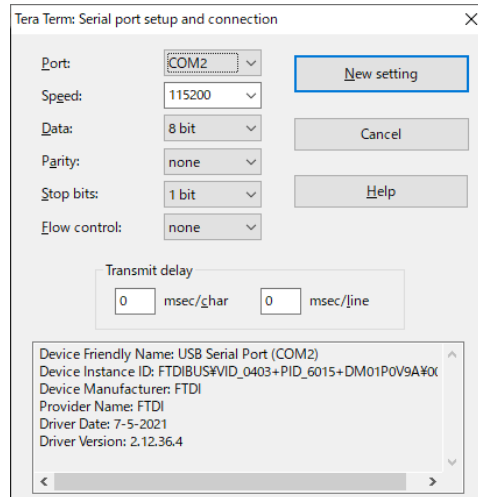 Tera Term: Serial port setup and connection
Port: COM2
New setting
Speed: 115200
Data: 8 bit
Cancel
Parity: none
Stop bits: 1 bit
Help
Flow control: none
Transmit delay
0 msec/char 0 msec/line
Device Friendly Name: USB Serial Port (COM2)
Device Instance ID: FTDIBUS¥VID_0403+PID_6015+DM01P0V9A¥00
Device Manufacturer: FTDI
Provider Name: FTDI
Driver Date: 7-5-2021
Driver Version: 2.12.36.4